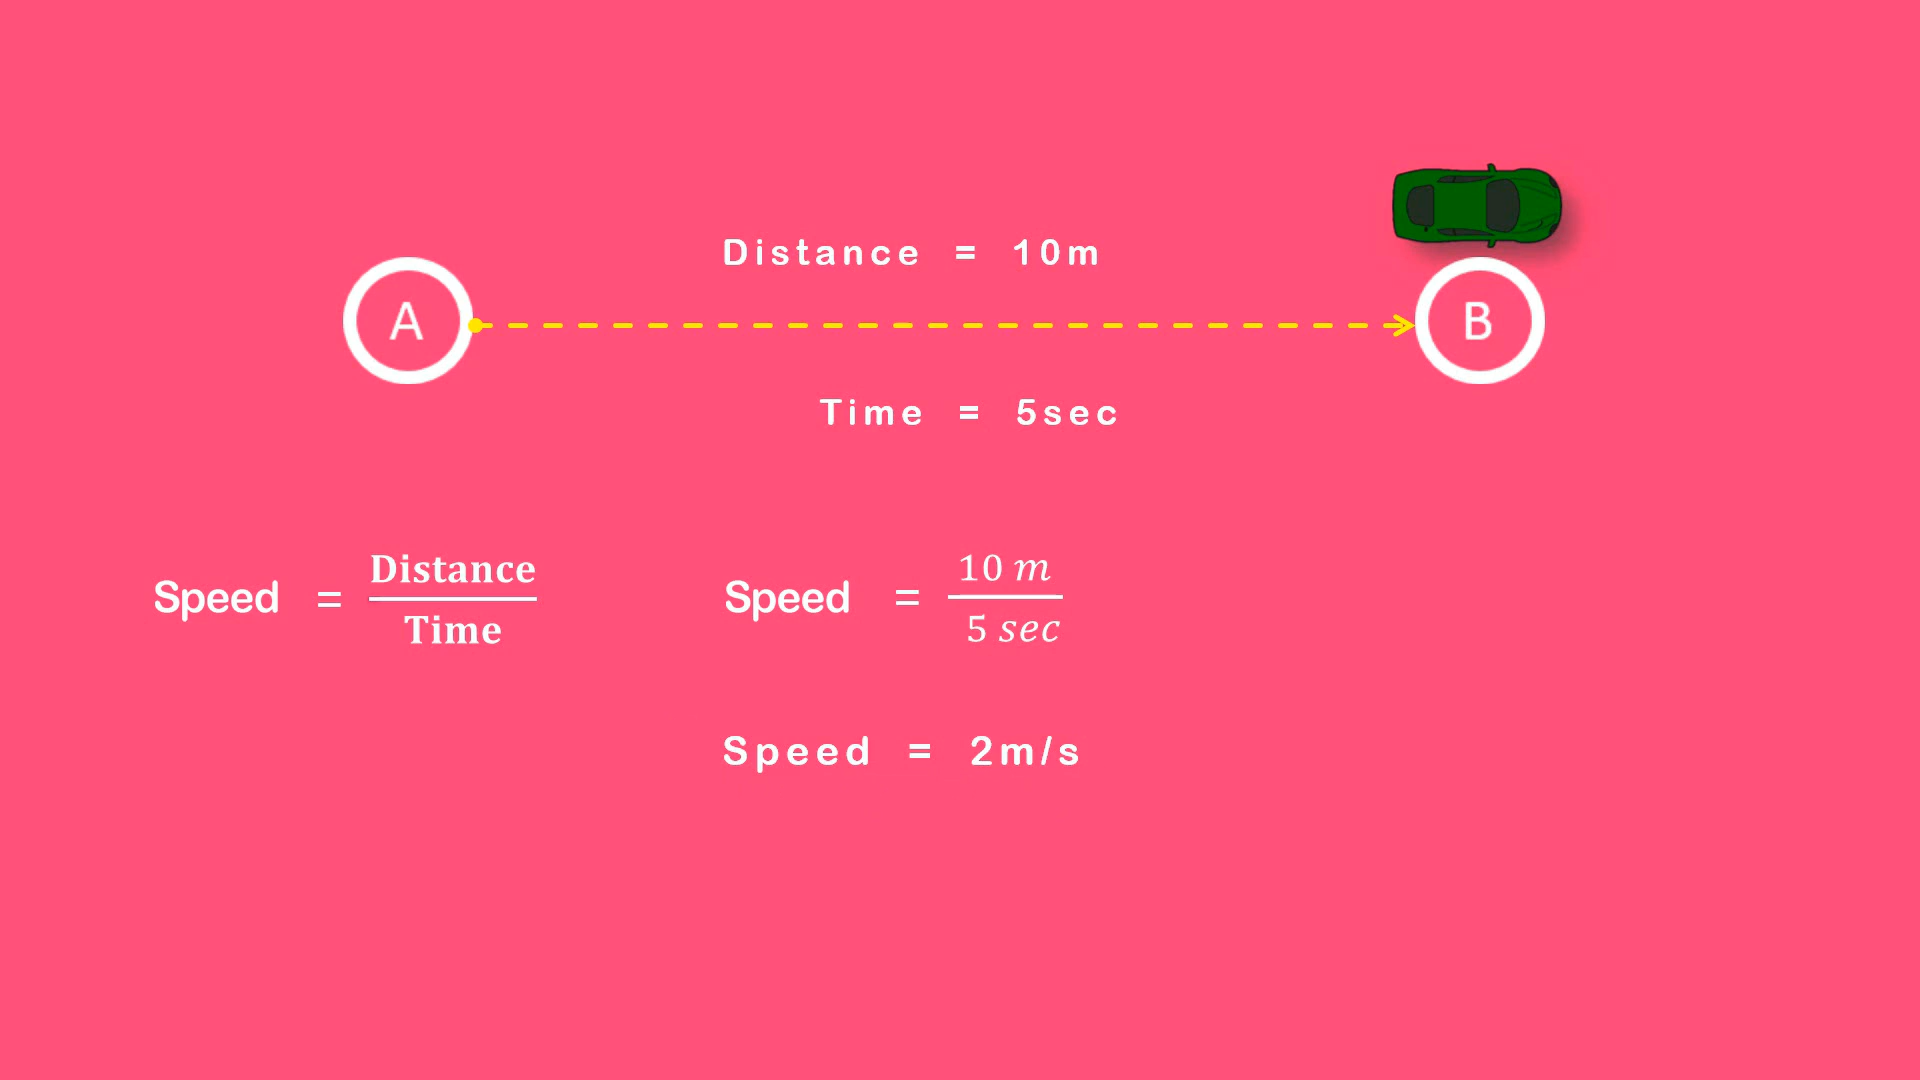 Distance = 10m
A
B
Time = 5sec
Speed = Distance / Time
Speed = 10 m / 5 sec
Speed = 2m/s